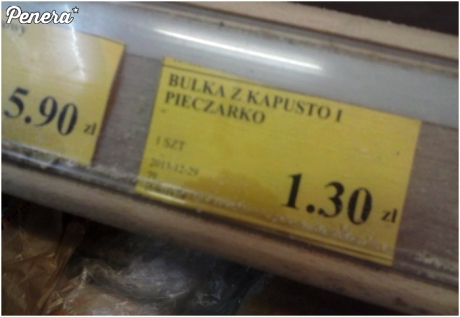 Penera*
5.90 zł
BULKA Z KAPUSTO I
PIECZARKO
1 SZT
2013-12-29
1.30 zł